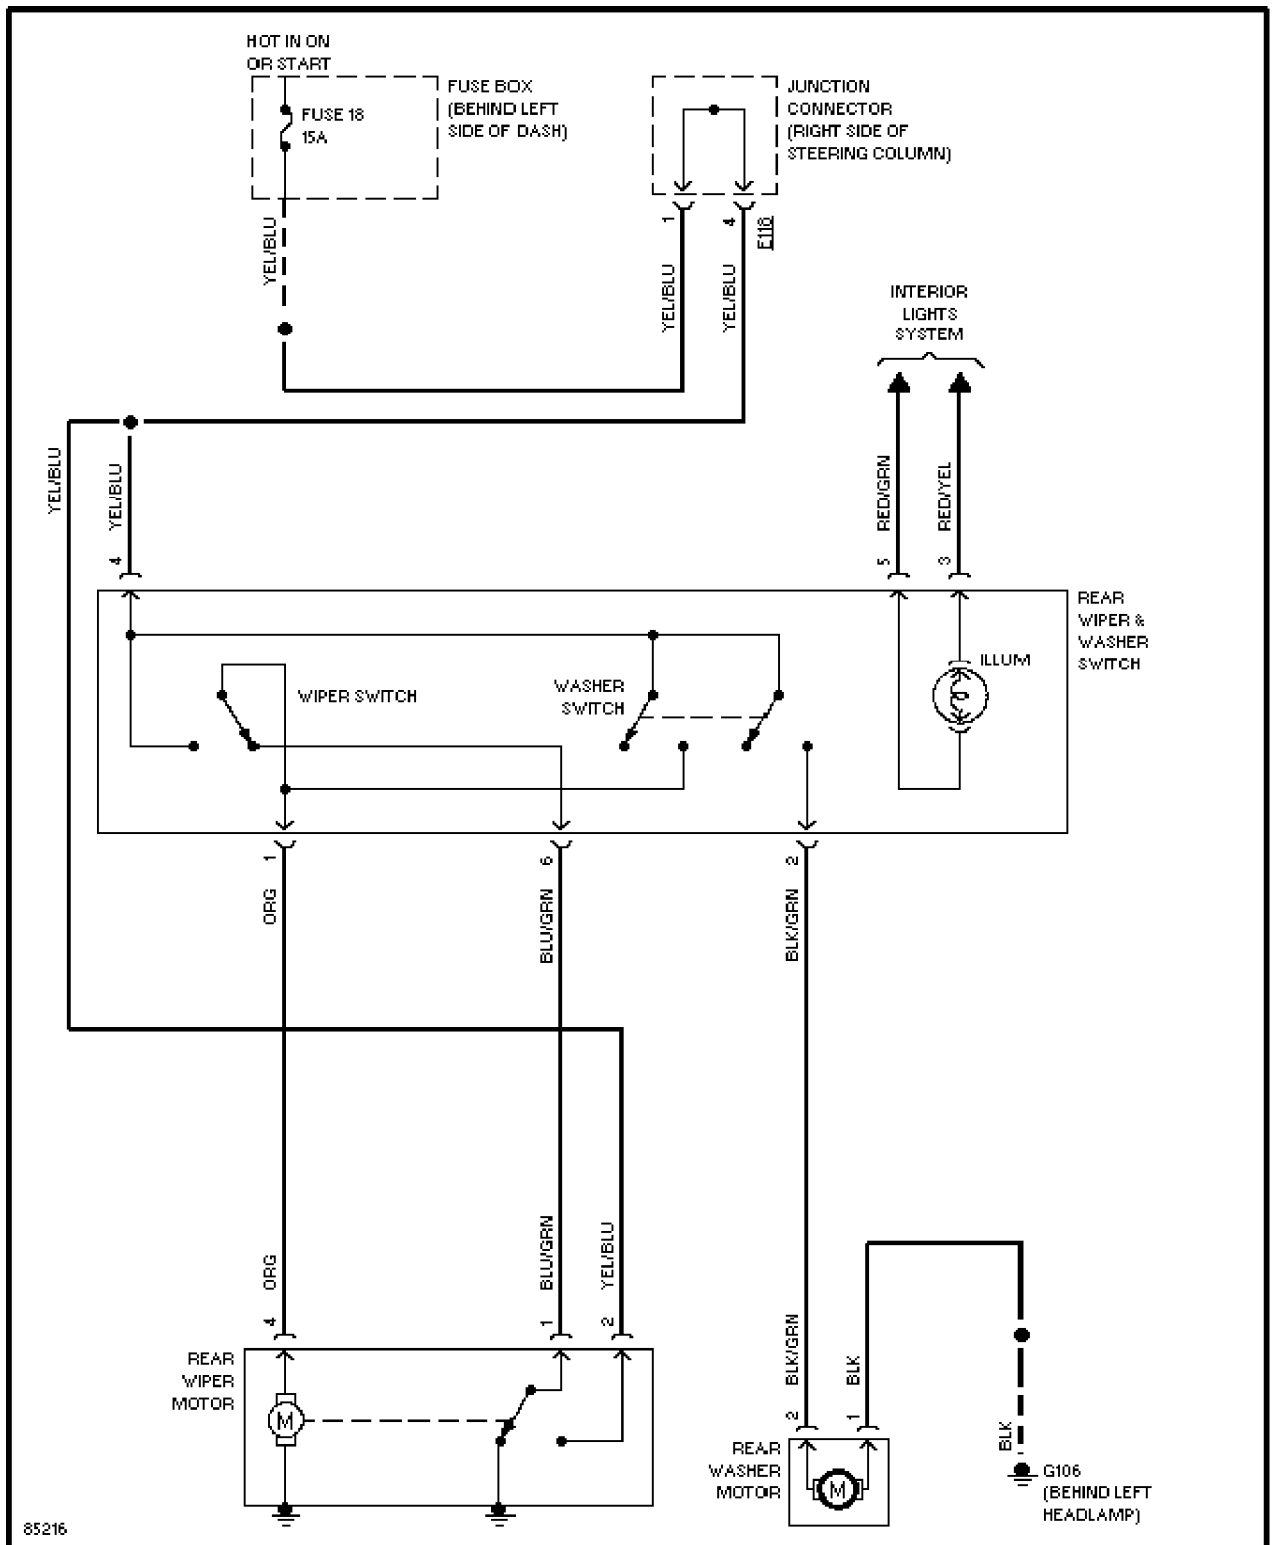 HOT IN ON
OR START
FUSE 18
15A
FUSE BOX
(BEHIND LEFT
SIDE OF DASH)
JUNCTION
CONNECTOR
(RIGHT SIDE OF
STEERING COLUMN)
YEL/BLU
1
4
E118
YEL/BLU
YEL/BLU
INTERIOR
LIGHTS
SYSTEM
YEL/BLU
YEL/BLU
RED/GRN
RED/YEL
4
5
3
REAR
WIPER &
WASHER
SWITCH
ILLUM
WIPER SWITCH
WASHER
SWITCH
1
6
2
ORG
BLU/GRN
BLK/GRN
ORG
BLU/GRN
YEL/BLU
4
1
2
BLK/GRN
BLK
2
1
REAR
WIPER
MOTOR
M
REAR
WASHER
MOTOR
M
BLK
G106
(BEHIND LEFT
HEADLAMP)
85216